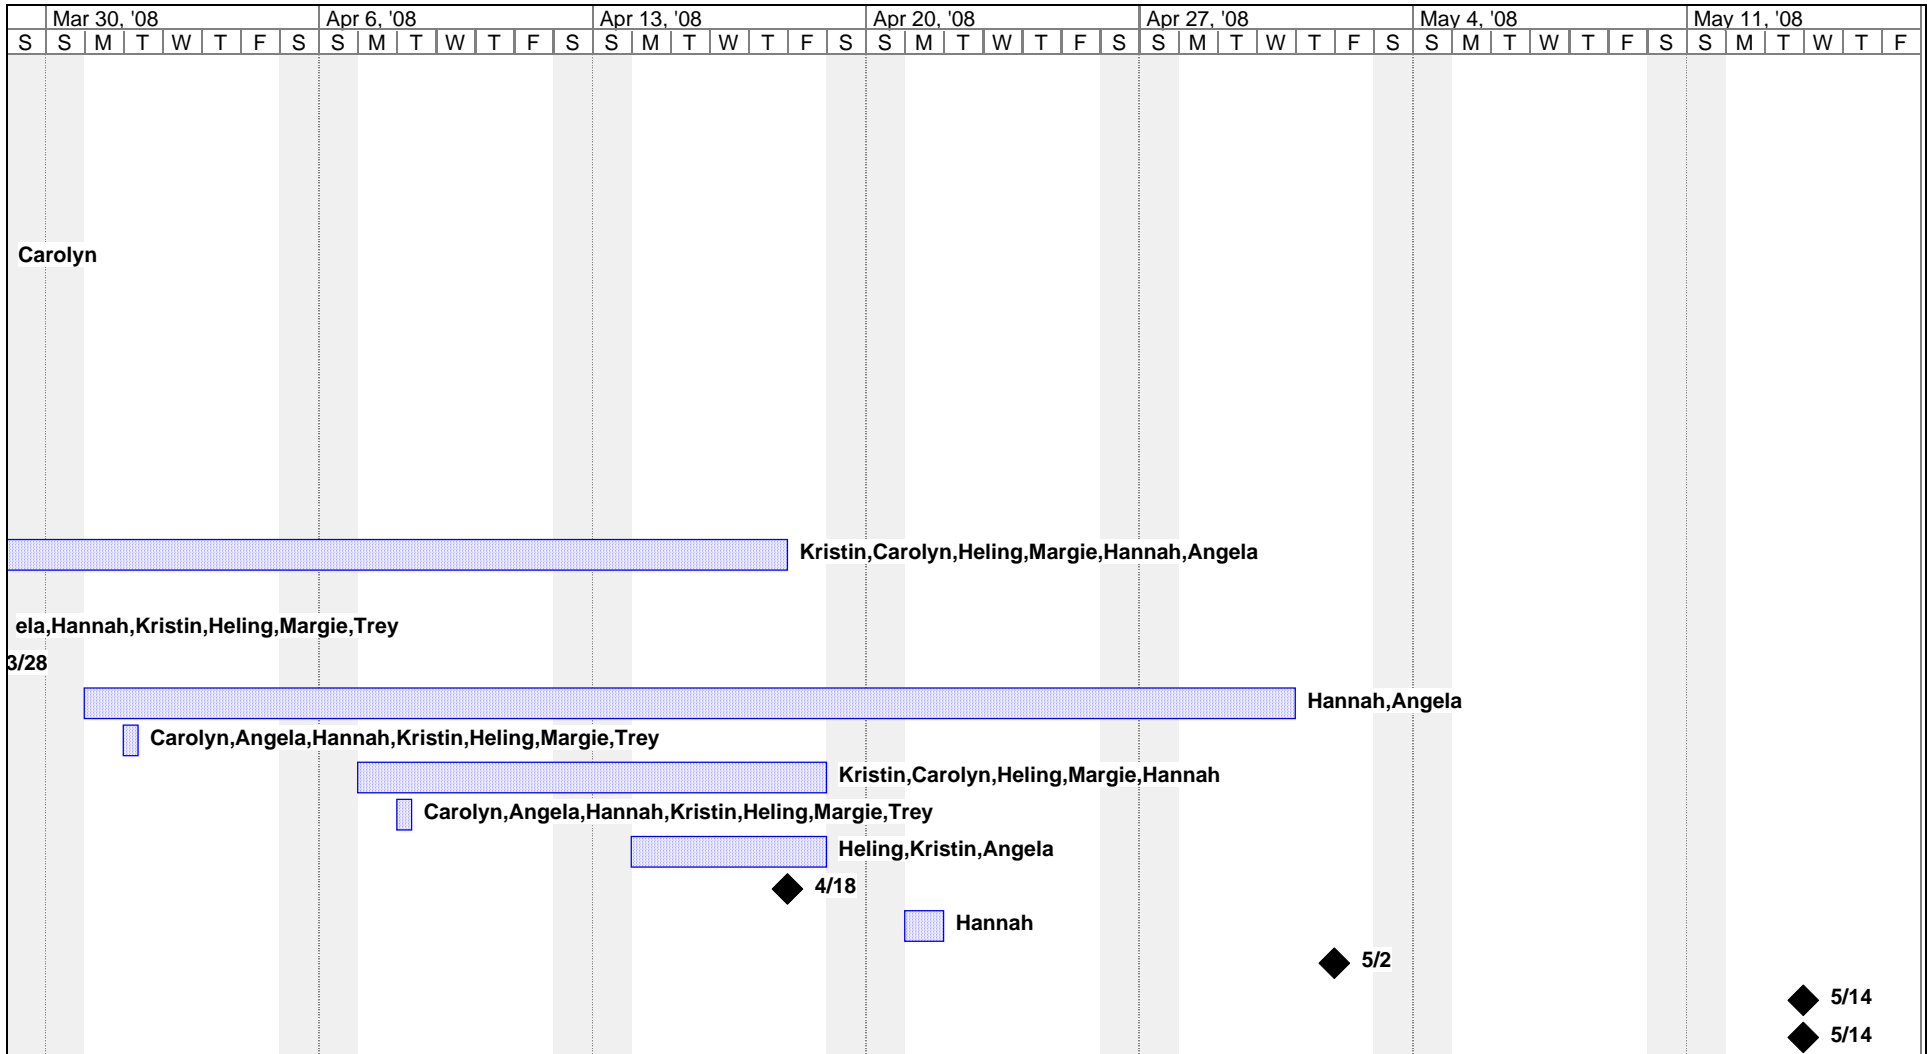 Mar 30, '08 Apr 6, '08 Apr 13, '08 Apr 20, '08 Apr 27, '08 May 4, '08 May 11, '08
S S M T W T F S S M T W T F S S M T W T F S S M T W T F S S M T W T F S S M T W T F S S M T W T F
Carolyn
Kristin,Carolyn,Heling,Margie,Hannah,Angela
ela,Hannah,Kristin,Heling,Margie,Trey
3/28
Hannah,Angela
Carolyn,Angela,Hannah,Kristin,Heling,Margie,Trey
Kristin,Carolyn,Heling,Margie,Hannah
Carolyn,Angela,Hannah,Kristin,Heling,Margie,Trey
Heling,Kristin,Angela
4/18
Hannah
5/2
5/14
5/14